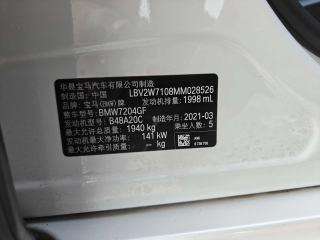 华晨宝马汽车有限公司制造
制造国:中国 LBV2W7108MM028526
品牌:宝马(BMW)牌 发动机排量:1998 mL
整车型号:BMW7204GF
发动机型号:B48A20C 制造年月:2021-03
最大允许总质量:1940 kg 乘坐人数:5
最大净功率: 141 kW
最大允许牵引质量: -- kg